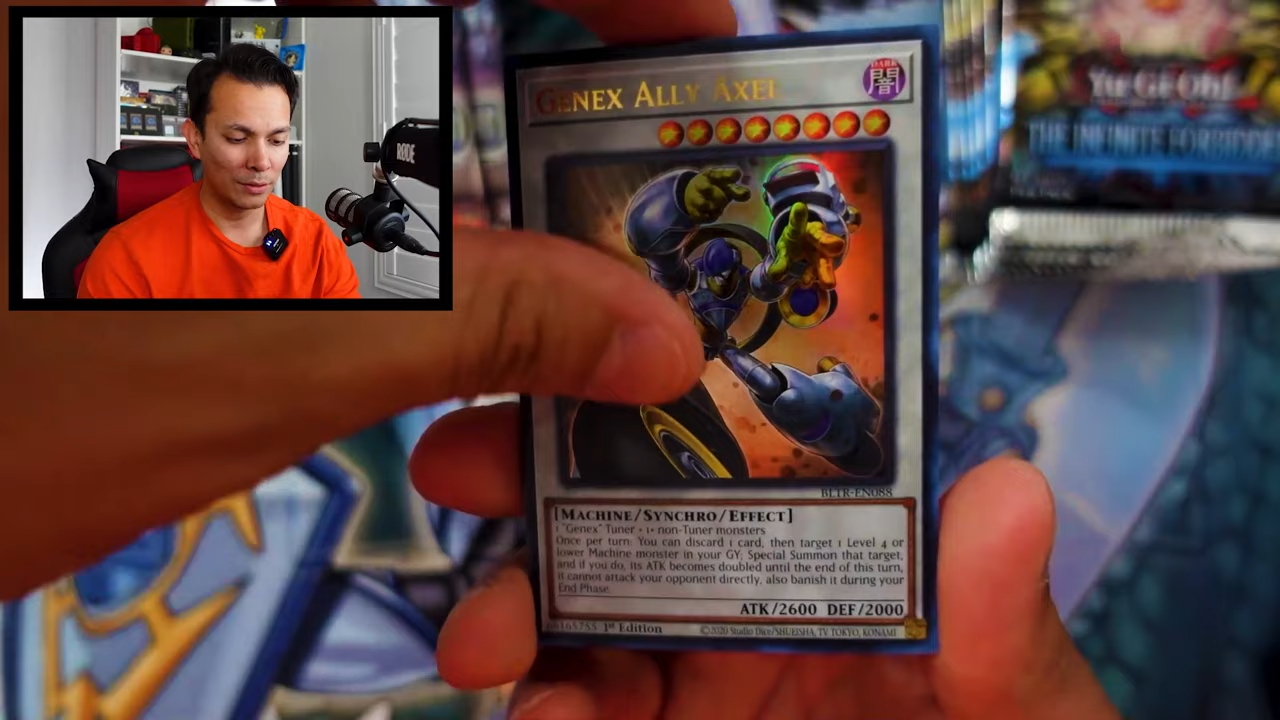 RØDE
GENEX ALLY AXEL
DARK
闇
BLTR-EN088
[MACHINE/SYNCHRO/EFFECT]
1 "Genex" Tuner + 1+ non-Tuner monsters
Once per turn: You can discard 1 card, then target 1 Level 4 or
lower Machine monster in your GY; Special Summon that target,
and if you do, its ATK becomes doubled until the end of this turn,
it cannot attack your opponent directly, also banish it during your
End Phase.
ATK/2600 DEF/2000
1st Edition
©2020 Studio Dice/SHUEISHA, TV TOKYO, KONAMI
Yu-Gi-Oh!
THE INFINITE FORBIDDE